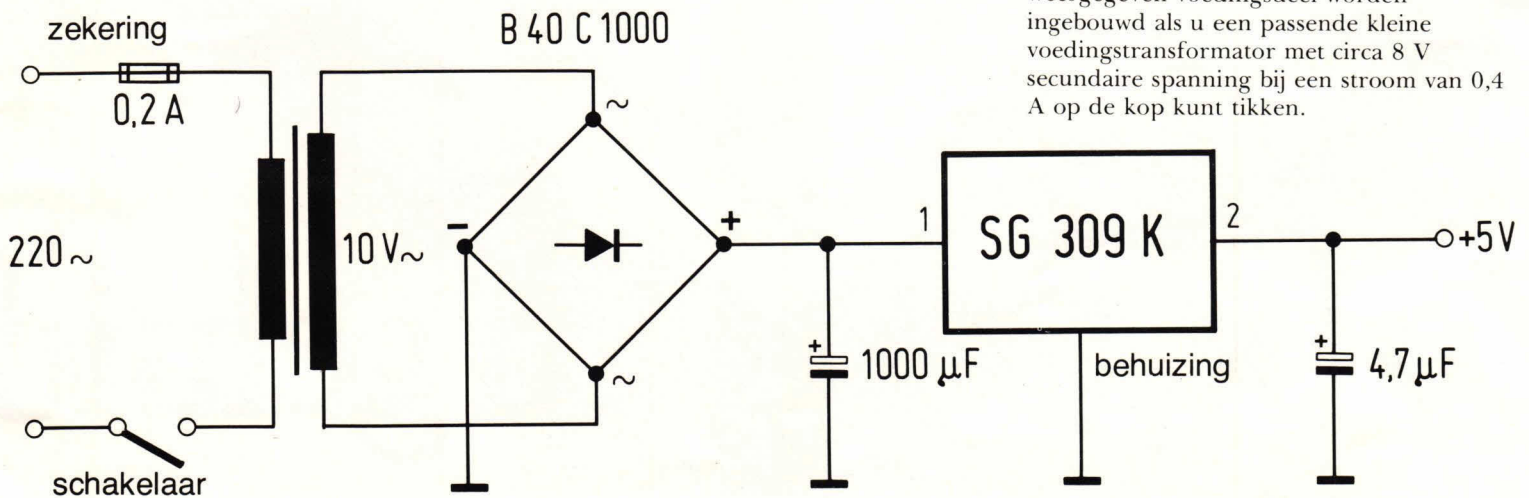 weergegeven voedingsdeel worden
ingebouwd als u een passende kleine
voedingstransformator met circa 8 V
secundaire spanning bij een stroom van 0,4
A op de kop kunt tikken.
zekering
B 40 C 1000
0,2 A
~
220 ~
10 V~
-
+
1
SG 309 K
2
+5V
~
+
1000 µF
behuizing
+
4,7 µF
schakelaar